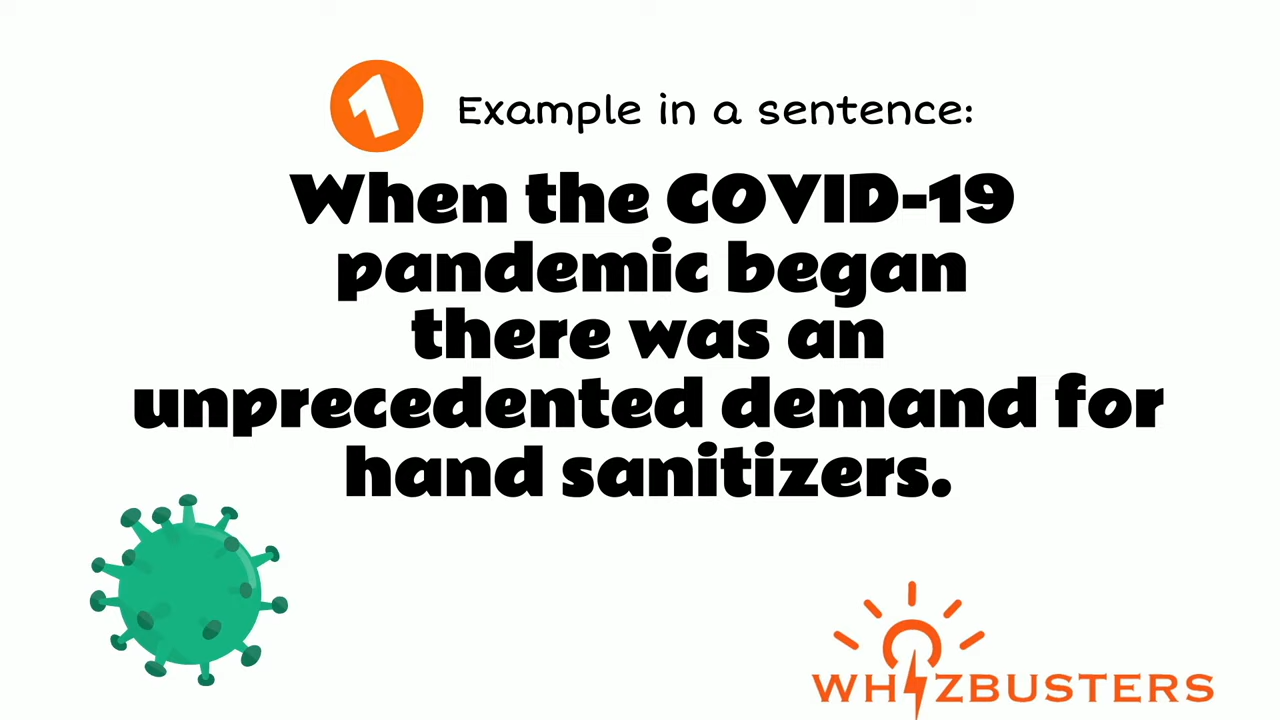 1 Example in a sentence:
When the COVID-19
pandemic began
there was an
unprecedented demand for
hand sanitizers.
WHIZBUSTERS